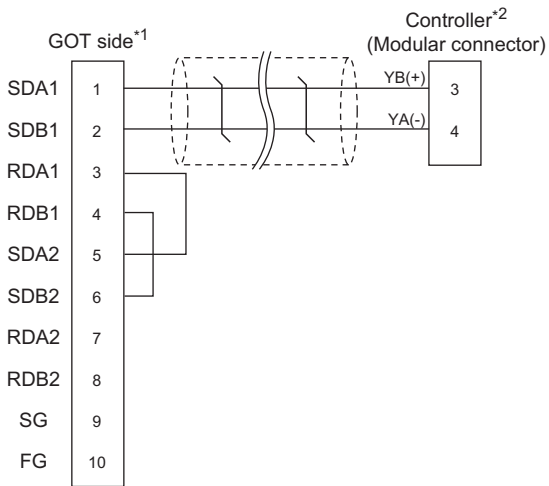 GOT side*1
Controller*2
(Modular connector)
SDA1 1 YB(+) 3
SDB1 2 YA(-) 4
RDA1 3
RDB1 4
SDA2 5
SDB2 6
RDA2 7
RDB2 8
SG 9
FG 10